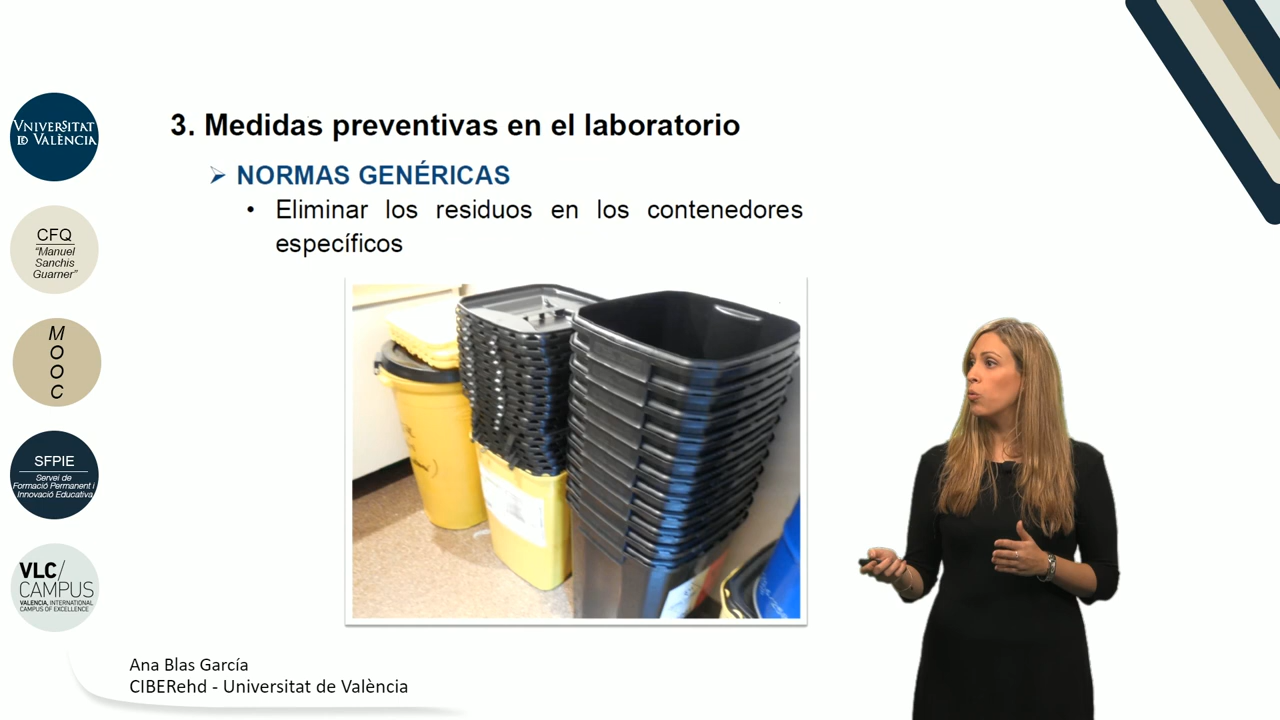 VNIVERSITAT
ID VALÈNCIA
CFQ
"Manuel
Sanchis
Guarner"
M
O
O
C
SFPIE
Servei de
Formació Permanent i
Innovació Educativa
VLC/
CAMPUS
VALENCIA, INTERNATIONAL
CAMPUS OF EXCELLENCE
3. Medidas preventivas en el laboratorio
➢ NORMAS GENÉRICAS
• Eliminar los residuos en los contenedores
específicos
Ana Blas García
CIBERehd - Universitat de València